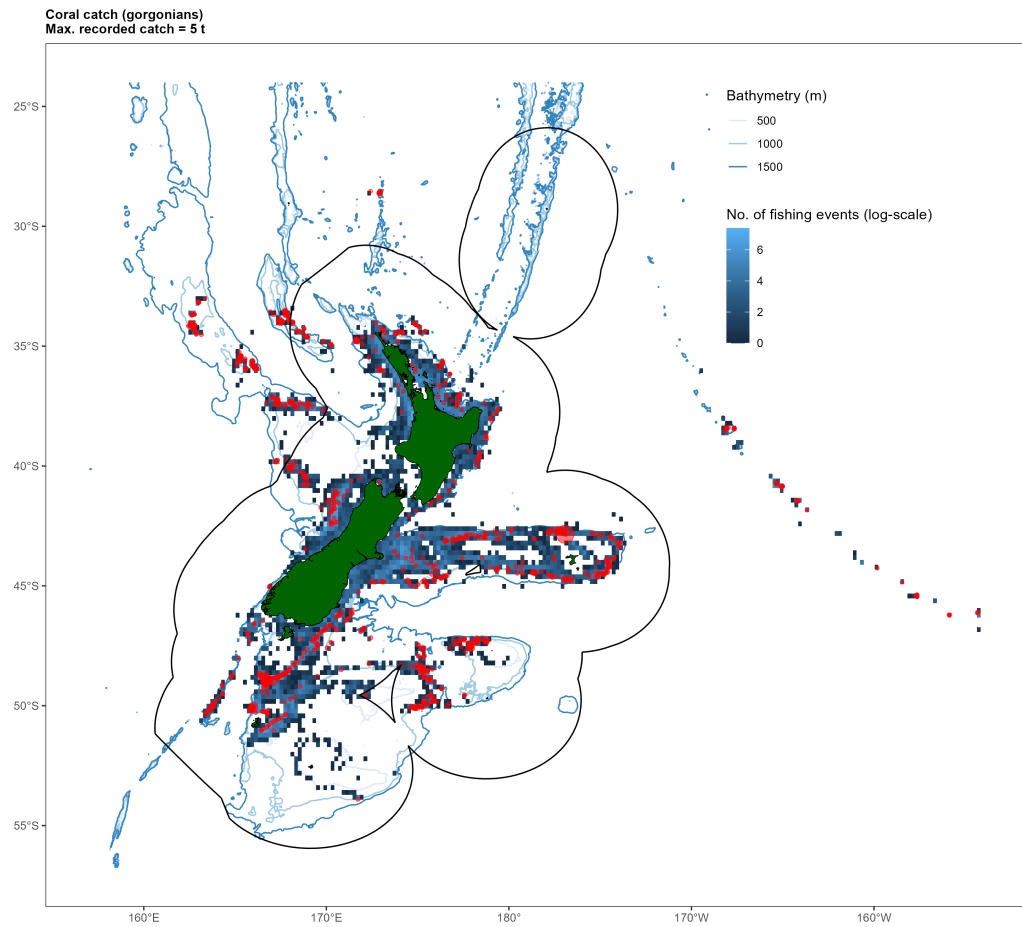 Coral catch (gorgonians)
Max. recorded catch = 5 t
25°S
30°S
35°S
40°S
45°S
50°S
55°S
160°E
170°E
180°
170°W
160°W
Bathymetry (m)
500
1000
1500
No. of fishing events (log-scale)
6
4
2
0